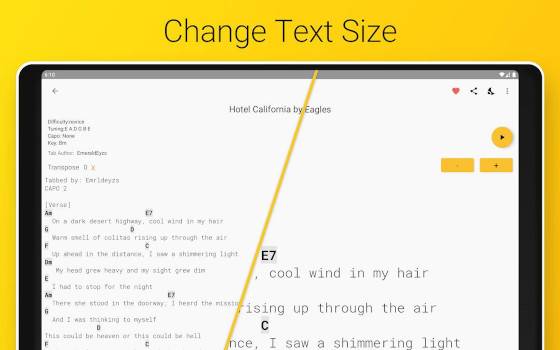 Change Text Size
6:10
Hotel California by Eagles
Difficulty:novice
Tuning:E A D G B E
Capo: None
Key: Bm
Tab Author: EmeraldEyzs
Transpose 0 X
- +
Tabbed by: Emrldeyzs
CAPO 2
[Verse]
Am E7
On a dark desert highway, cool wind in my hair
G D
Warm smell of colitas rising up through the air
F C
Up ahead in the distance, I saw a shimmering light
Dm
My head grew heavy and my sight grew dim
E
I had to stop for the night
Am E7
There she stood in the doorway; I heard the missio
G
And I was thinking to myself
D
This could be heaven or this could be hell
F C
E7
, cool wind in my hair
rising up through the air
C
nce, I saw a shimmering light